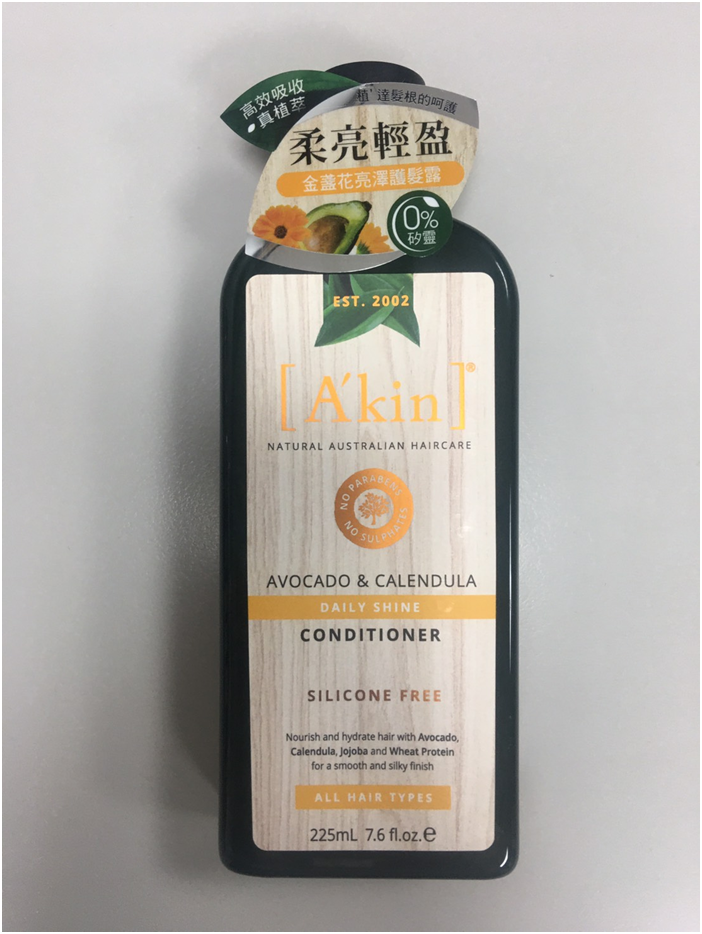 高效吸收
真植萃
植⁺達髮根的呵護
柔亮輕盈
金盞花亮澤護髮露
0%
矽靈
EST. 2002
[A'kin]®
NATURAL AUSTRALIAN HAIRCARE
NO PARABENS
NO SULPHATES
AVOCADO & CALENDULA
DAILY SHINE
CONDITIONER
SILICONE FREE
Nourish and hydrate hair with Avocado,
Calendula, Jojoba and Wheat Protein
for a smooth and silky finish
ALL HAIR TYPES
225mL 7.6 fl.oz.℮